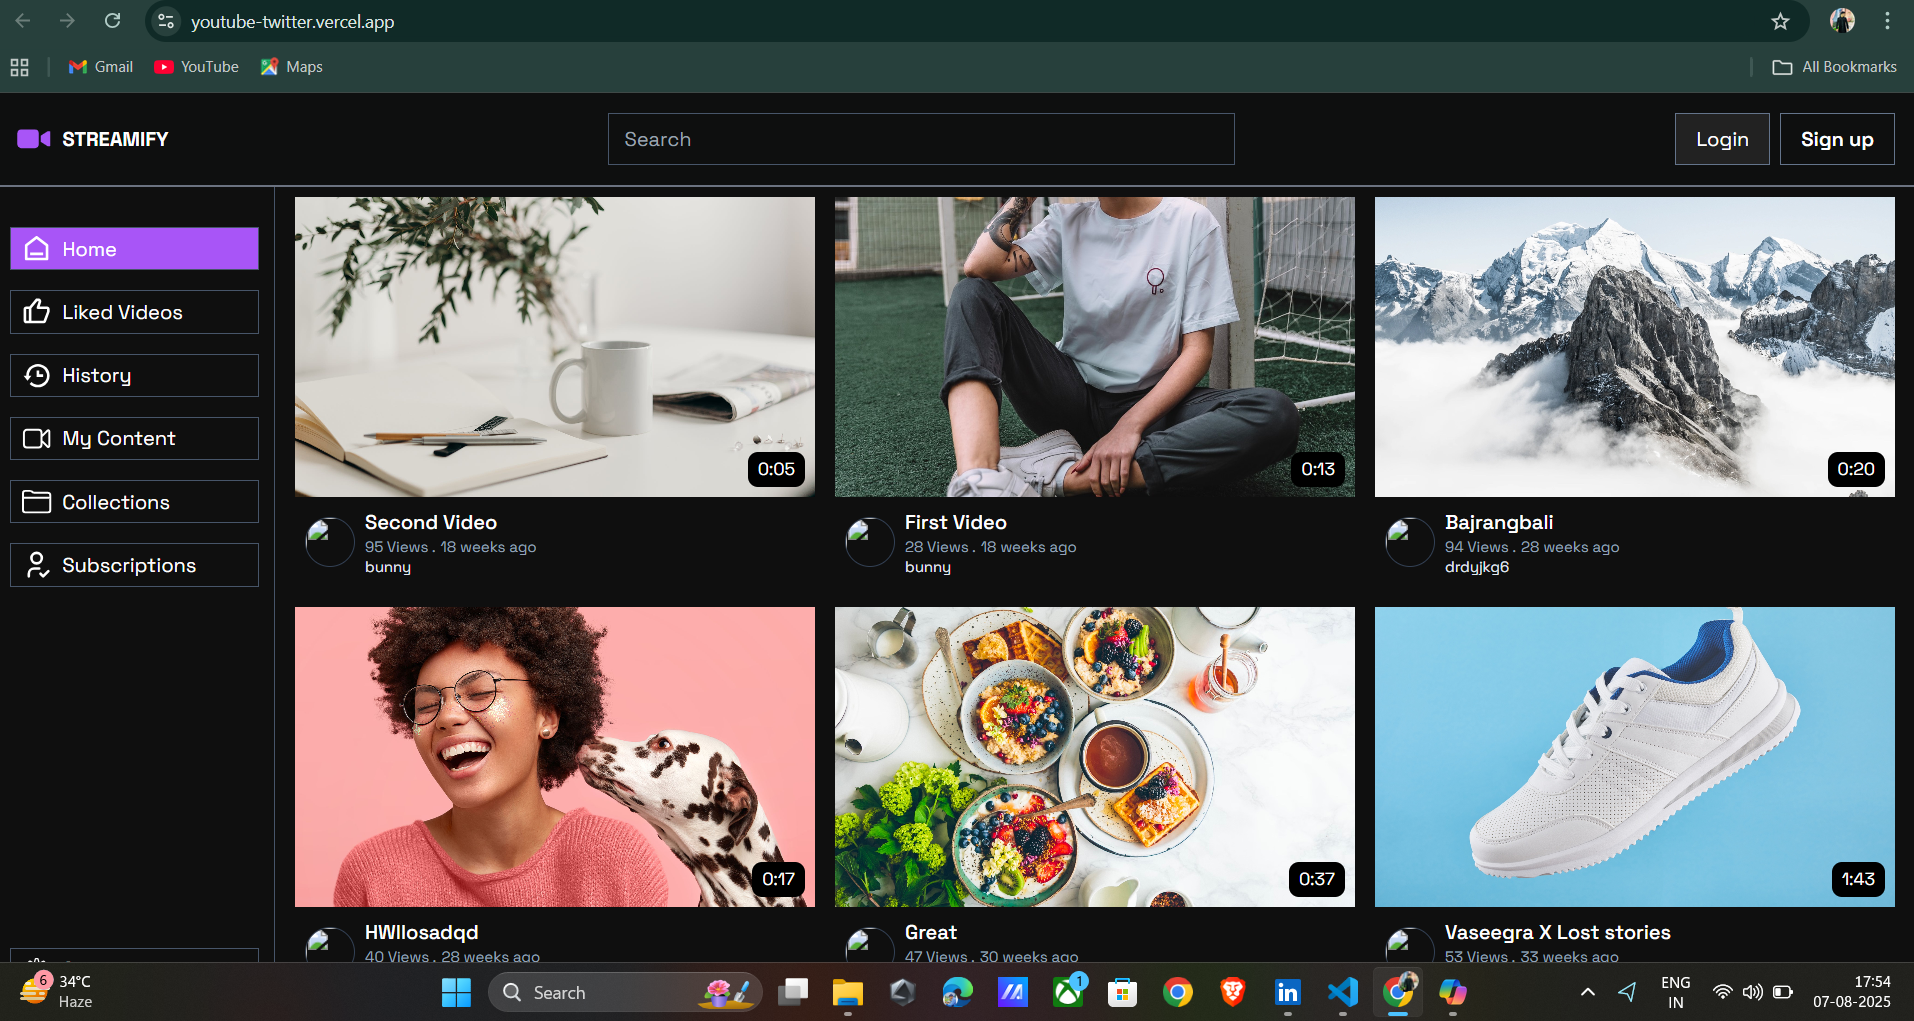 youtube-twitter.vercel.app
Gmail
YouTube
Maps
All Bookmarks
STREAMIFY
Search
Login
Sign up
Home
Liked Videos
History
My Content
Collections
Subscriptions
0:05
Second Video
95 Views . 18 weeks ago
bunny
0:13
First Video
28 Views . 18 weeks ago
bunny
0:20
Bajrangbali
94 Views . 28 weeks ago
drdyjkg6
0:17
HWIlosadqd
40 Views . 28 weeks ago
0:37
Great
47 Views . 30 weeks ago
1:43
Vaseegra X Lost stories
53 Views . 33 weeks ago
6
34°C
Haze
Search
1
ENG
IN
17:54
07-08-2025